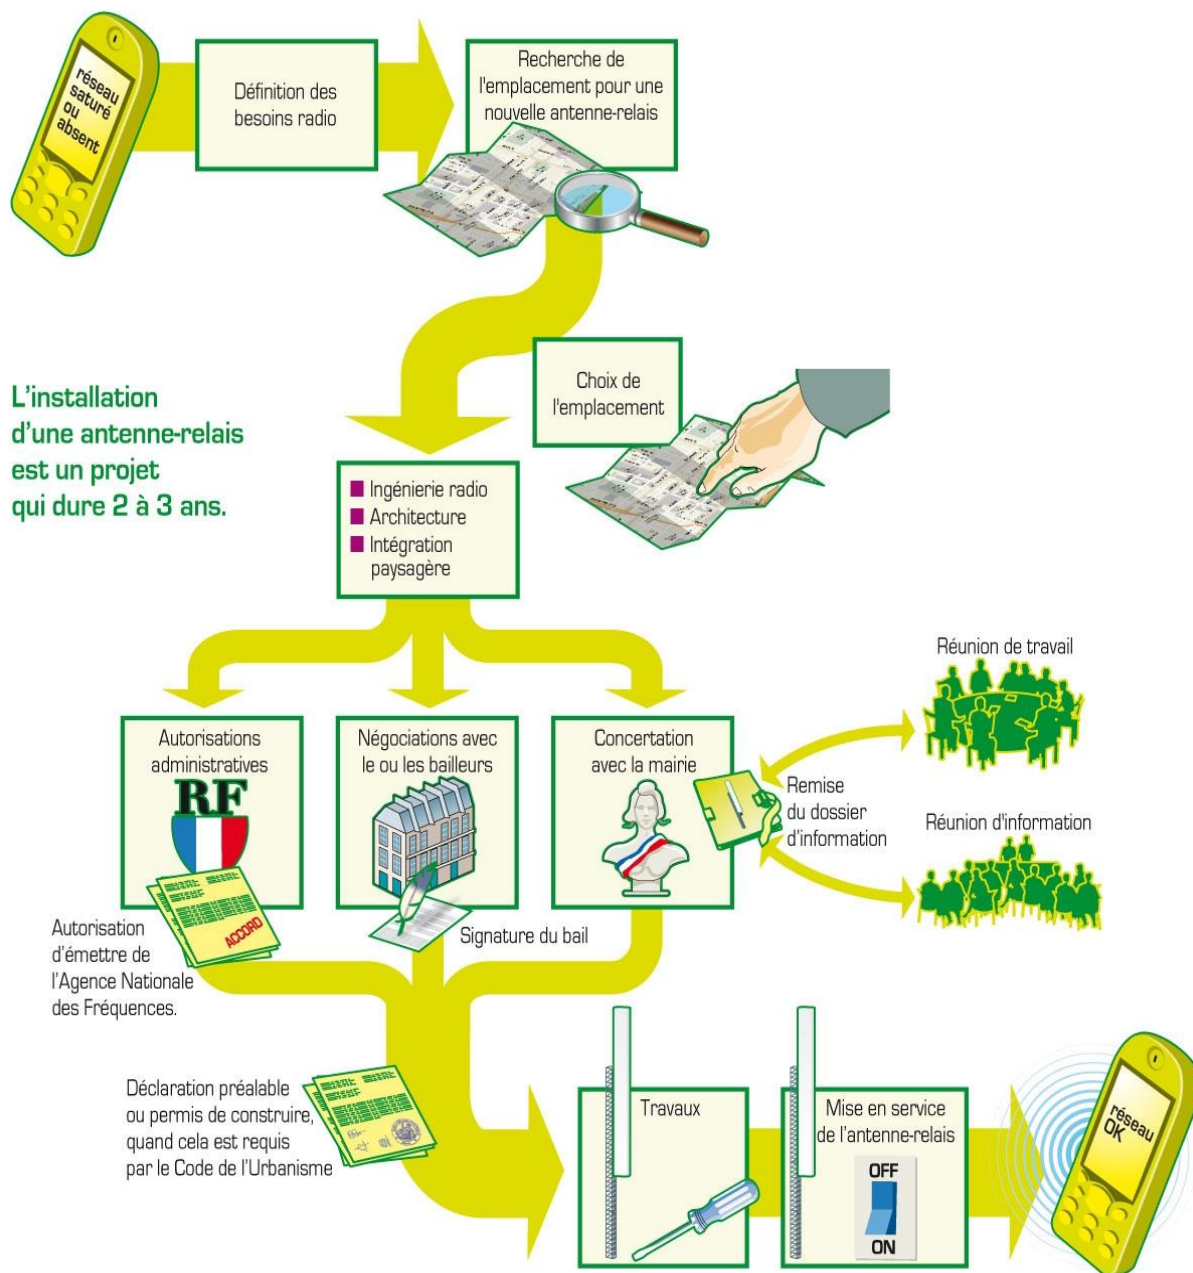 réseau
saturé
ou
absent
Définition des
besoins radio
Recherche de
l'emplacement pour une
nouvelle antenne-relais
Choix de
l'emplacement
L'installation
d'une antenne-relais
est un projet
qui dure 2 à 3 ans.
Ingénierie radio
Architecture
Intégration
paysagère
Autorisations
administratives
RF
ACCORD
Autorisation
d'émettre de
l'Agence Nationale
des Fréquences.
Négociations avec
le ou les bailleurs
Signature du bail
Concertation
avec la mairie
Remise
du dossier
d'information
Réunion de travail
Réunion d'information
Déclaration préalable
ou permis de construire,
quand cela est requis
par le Code de l'Urbanisme
Travaux
Mise en service
de l'antenne-relais
OFF
ON
réseau
OK